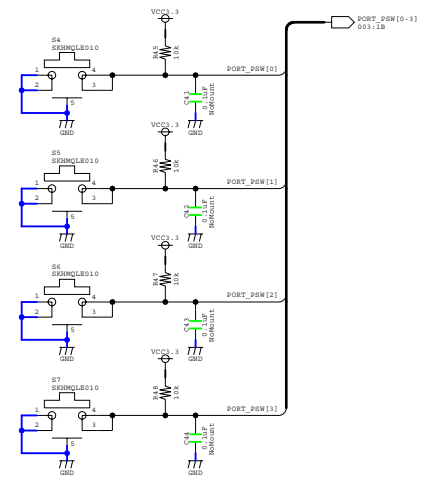 VCC3.3
PORT_PSW[0-3]
003:1B
S4
SKHMQLE010
R45
10k
1
4
PORT_PSW[0]
2
3
5
C41
0.1uF
NoMount
GND
GND
VCC3.3
S5
SKHMQLE010
R46
10k
1
4
PORT_PSW[1]
2
3
5
C42
0.1uF
NoMount
GND
GND
VCC3.3
S6
SKHMQLE010
R47
10k
1
4
PORT_PSW[2]
2
3
5
C43
0.1uF
NoMount
GND
GND
VCC3.3
S7
SKHMQLE010
R48
10k
1
4
PORT_PSW[3]
2
3
5
C44
0.1uF
NoMount
GND
GND